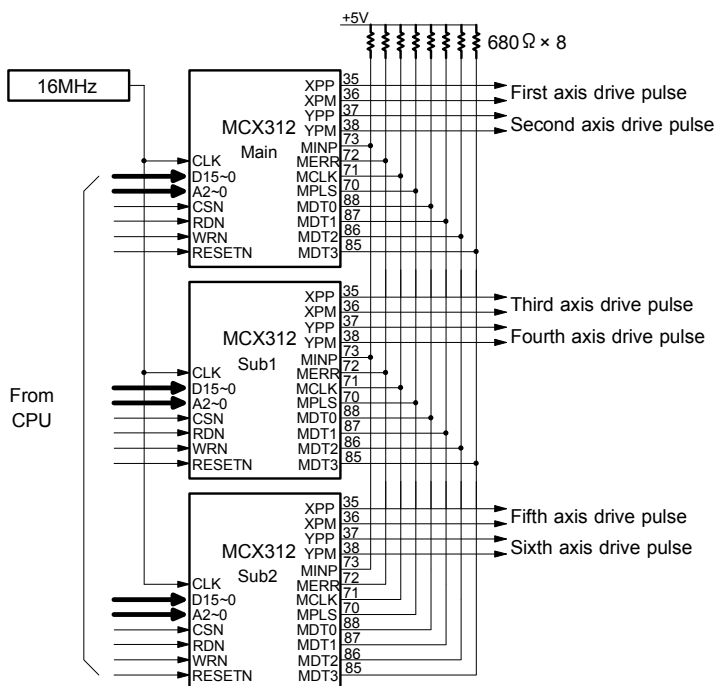 +5V
680Ω × 8
16MHz
MCX312
Main
CLK
D15~0
A2~0
CSN
RDN
WRN
RESETN
XPP 35
XPM 36
YPP 37
YPM 38
MINP 73
MERR 72
MCLK 71
MPLS 70
MDT0 88
MDT1 87
MDT2 86
MDT3 85
First axis drive pulse
Second axis drive pulse
MCX312
Sub1
CLK
D15~0
A2~0
CSN
RDN
WRN
RESETN
XPP 35
XPM 36
YPP 37
YPM 38
MINP 73
MERR 72
MCLK 71
MPLS 70
MDT0 88
MDT1 87
MDT2 86
MDT3 85
Third axis drive pulse
Fourth axis drive pulse
From
CPU
MCX312
Sub2
CLK
D15~0
A2~0
CSN
RDN
WRN
RESETN
XPP 35
XPM 36
YPP 37
YPM 38
MINP 73
MERR 72
MCLK 71
MPLS 70
MDT0 88
MDT1 87
MDT2 86
MDT3 85
Fifth axis drive pulse
Sixth axis drive pulse